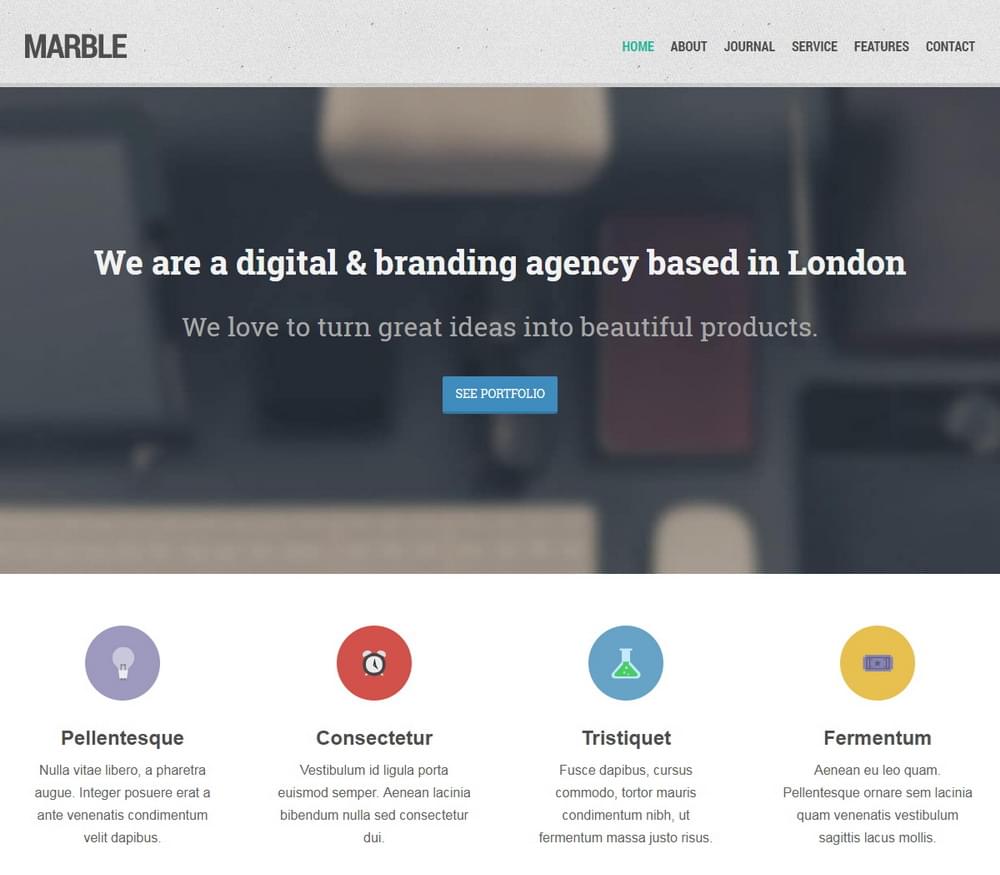 MARBLE
HOME ABOUT JOURNAL SERVICE FEATURES CONTACT
We are a digital & branding agency based in London
We love to turn great ideas into beautiful products.
SEE PORTFOLIO
Pellentesque
Nulla vitae libero, a pharetra
augue. Integer posuere erat a
ante venenatis condimentum
velit dapibus.
Consectetur
Vestibulum id ligula porta
euismod semper. Aenean lacinia
bibendum nulla sed consectetur
dui.
Tristiquet
Fusce dapibus, cursus
commodo, tortor mauris
condimentum nibh, ut
fermentum massa justo risus.
Fermentum
Aenean eu leo quam.
Pellentesque ornare sem lacinia
quam venenatis vestibulum
sagittis lacus mollis.